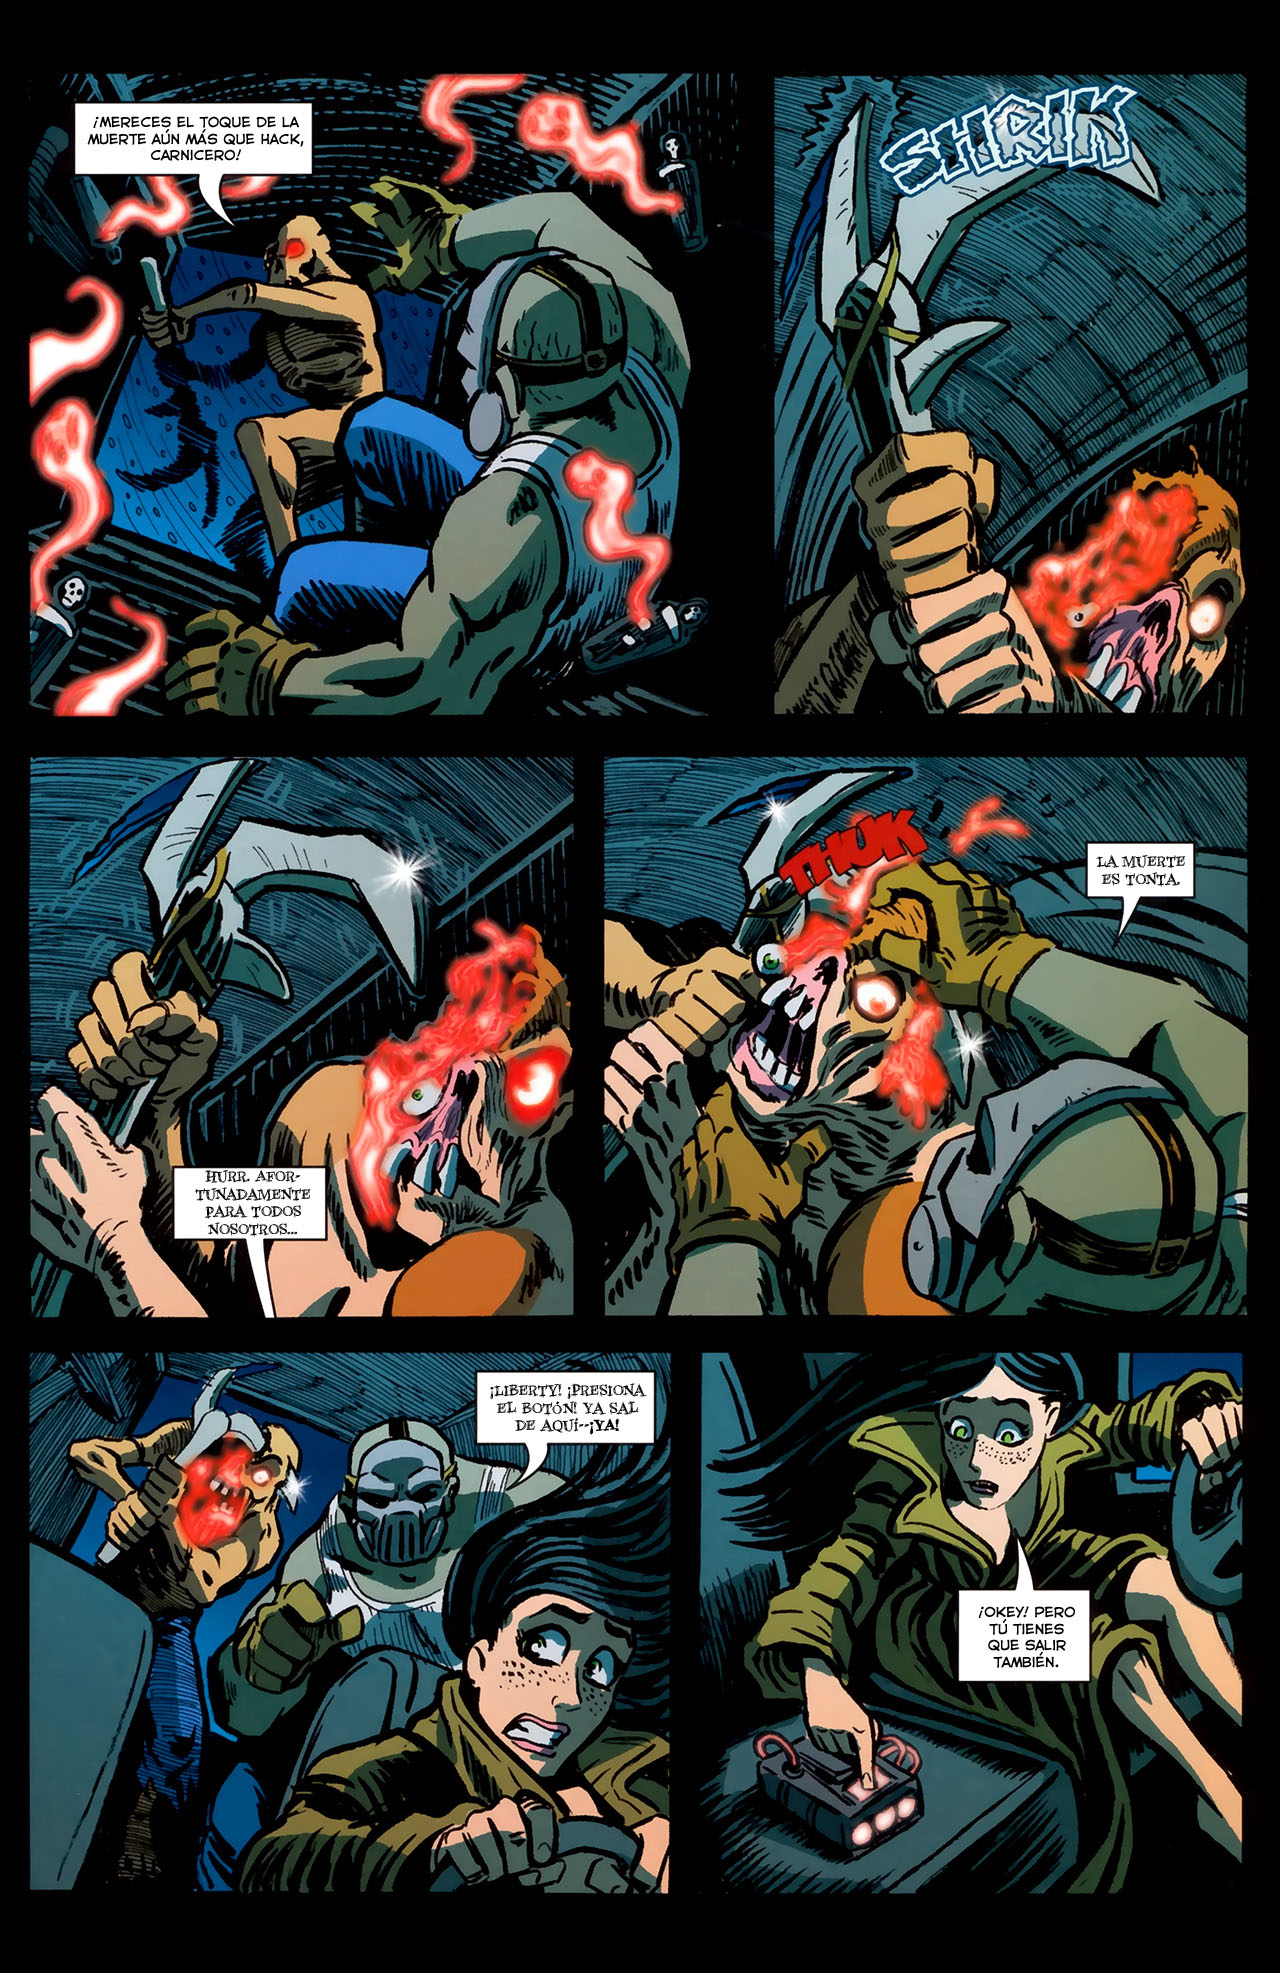 ¡MERECES EL TOQUE DE LA
MUERTE AÚN MÁS QUE HACK,
CARNICERO!
SHRIK
HURR. AFOR-
TUNADAMENTE
PARA TODOS
NOSOTROS...
THUK
LA MUERTE
ES TONTA.
¡LIBERTY! ¡PRESIONA
EL BOTÓN! YA SAL
DE AQUÍ--¡YA!
¡OKEY! PERO
TÚ TIENES
QUE SALIR
TAMBIÉN.